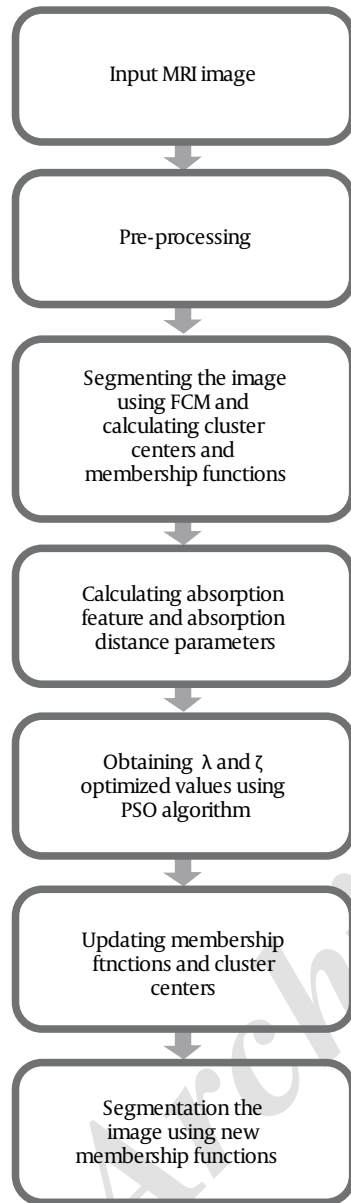 Input MRI image
Pre-processing
Segmenting the image
using FCM and
calculating cluster
centers and
membership functions
Calculating absorption
feature and absorption
distance parameters
Obtaining λ and ζ
optimized values using
PSO algorithm
Updating membership
ftnctions and cluster
centers
Segmentation the
image using new
membership functions
Arch